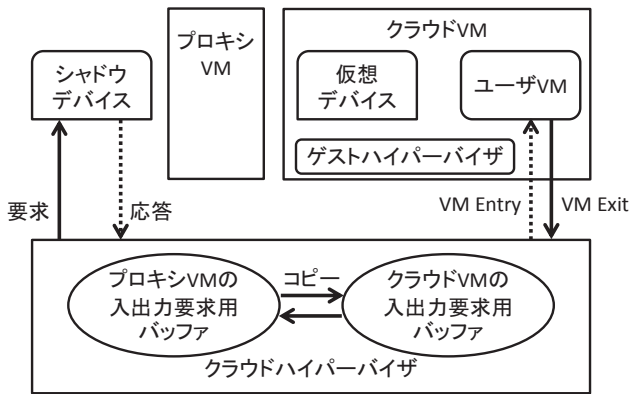 プロキシ
VM
クラウドVM
シャドウ
デバイス
仮想
デバイス
ユーザVM
ゲストハイパーバイザ
要求
応答
VM Entry
VM Exit
プロキシVMの
入出力要求用
バッファ
コピー
クラウドVMの
入出力要求用
バッファ
クラウドハイパーバイザ